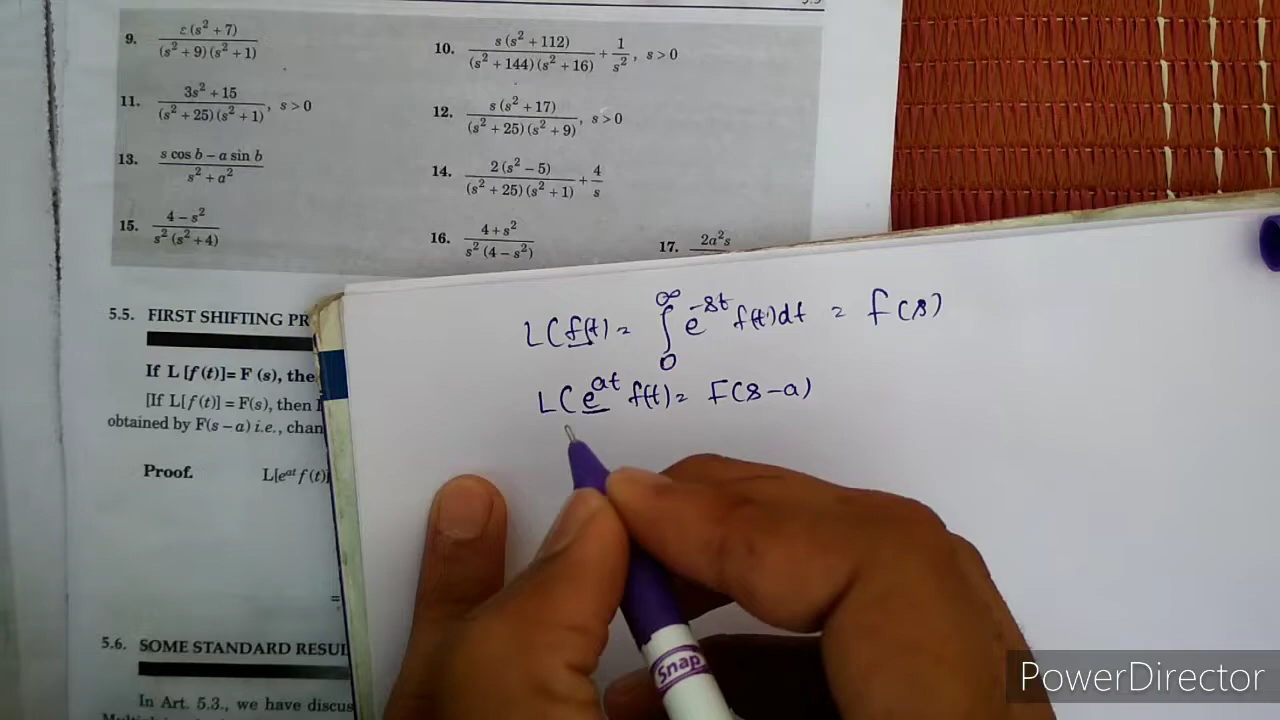 9. s(s² + 7) / (s² + 9)(s² + 1)
10. s(s² + 112) / (s² + 144)(s² + 16) + 1/s², s > 0
11. 3s² + 15 / (s² + 25)(s² + 1), s > 0
12. s(s² + 17) / (s² + 25)(s² + 9), s > 0
13. s cos b – a sin b / s² + a²
14. 2(s² – 5) / (s² + 25)(s² + 1) + 4/s
15. 4 – s² / s²(s² + 4)
16. 4 + s² / s²(4 – s²)
17. 2a²s
5.5. FIRST SHIFTING PR
If L [f (t)]= F (s), the
[If L[f(t)] = F(s), then
obtained by F(s – a) i.e., chan
Proof. L[eᵃᵗ f(t)]
=
5.6. SOME STANDARD RESUL
In Art. 5.3., we have discus
L(f(t) = ∫₀^∞ e^-st f(t)dt = F(s)
L(e^at f(t) = F(s-a)
Snap
PowerDirector